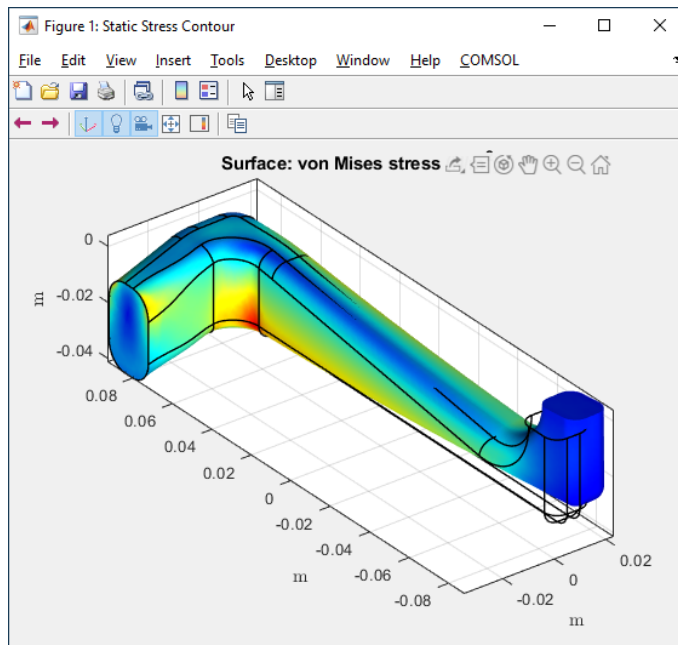 Figure 1: Static Stress Contour
File Edit View Insert Tools Desktop Window Help COMSOL
Surface: von Mises stress
0
-0.02
-0.04
m
0.08
0.06
0.04
0.02
0
-0.02
-0.04
-0.06
-0.08
m
0.02
0
-0.02
m